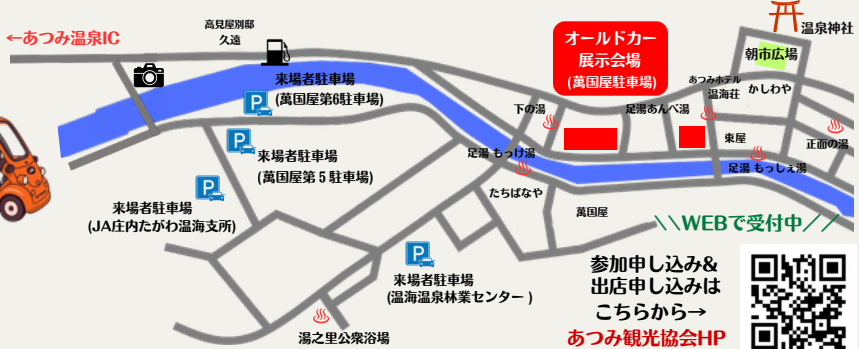 ←あつみ温泉IC
高見屋別邸
久遠
オールドカー
展示会場
(萬国屋駐車場)
温泉神社
朝市広場
来場者駐車場
(萬国屋第6駐車場)
P
あつみホテル
温海荘
かしわや
下の湯
足湯あんべ湯
P
来場者駐車場
(萬国屋第5駐車場)
足湯 もっけ湯
東屋
正面の湯
足湯 もっしぇ湯
P
来場者駐車場
(JA庄内たがわ温海支所)
たちばなや
萬国屋
\\WEBで受付中//
P
来場者駐車場
(温海温泉林業センター)
参加申し込み&
出店申し込みは
こちらから→
あつみ観光協会HP
湯之里公衆浴場